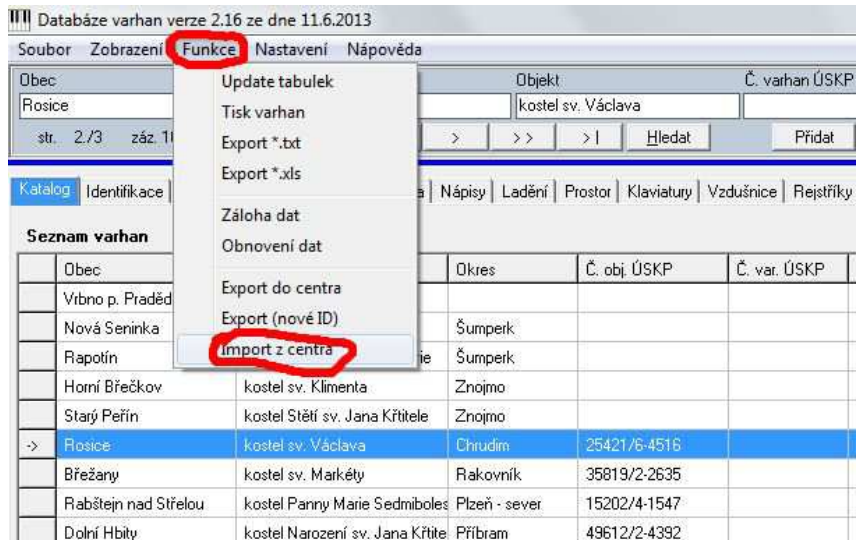 Databáze varhan verze 2.16 ze dne 11.6.2013
Soubor Zobrazení Funkce Nastavení Nápověda
Obec Objekt Č. varhan ÚSKP
Rosice kostel sv. Václava
str. 2./3 záz. > >> >| Hledat Přidat
Update tabulek
Tisk varhan
Export *.txt
Export *.xls
Záloha dat
Obnovení dat
Export do centra
Export (nové ID)
Import z centra
Katalog Identifikace Nápisy Ladění Prostor Klaviatury Vzdušnice Rejstříky
Seznam varhan
Obec Okres Č. obj. ÚSKP Č. var. ÚSKP
Vrbno p. Praděd
Nová Seninka Šumperk
Rapotín ie Šumperk
Horní Břečkov kostel sv. Klimenta Znojmo
Starý Peřín kostel Stětí sv. Jana Křtitele Znojmo
-> Rosice kostel sv. Václava Chrudim 25421/6-4516
Břežany kostel sv. Markéty Rakovník 35819/2-2635
Rabštejn nad Střelou kostel Panny Marie Sedmiboles Plzeň - sever 15202/4-1547
Dolní Hbity kostel Narození sv. Jana Křtite Příbram 49612/2-4392